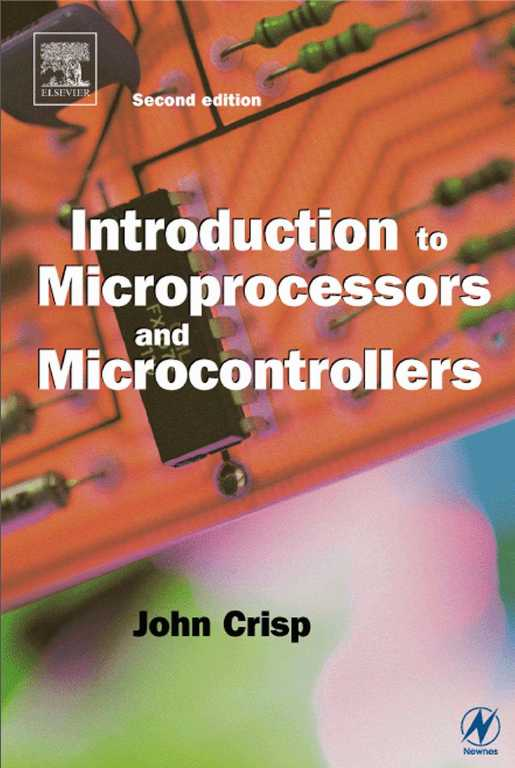 ELSEVIER
Second edition
Introduction to
Microprocessors
and
Microcontrollers
John Crisp
Newnes